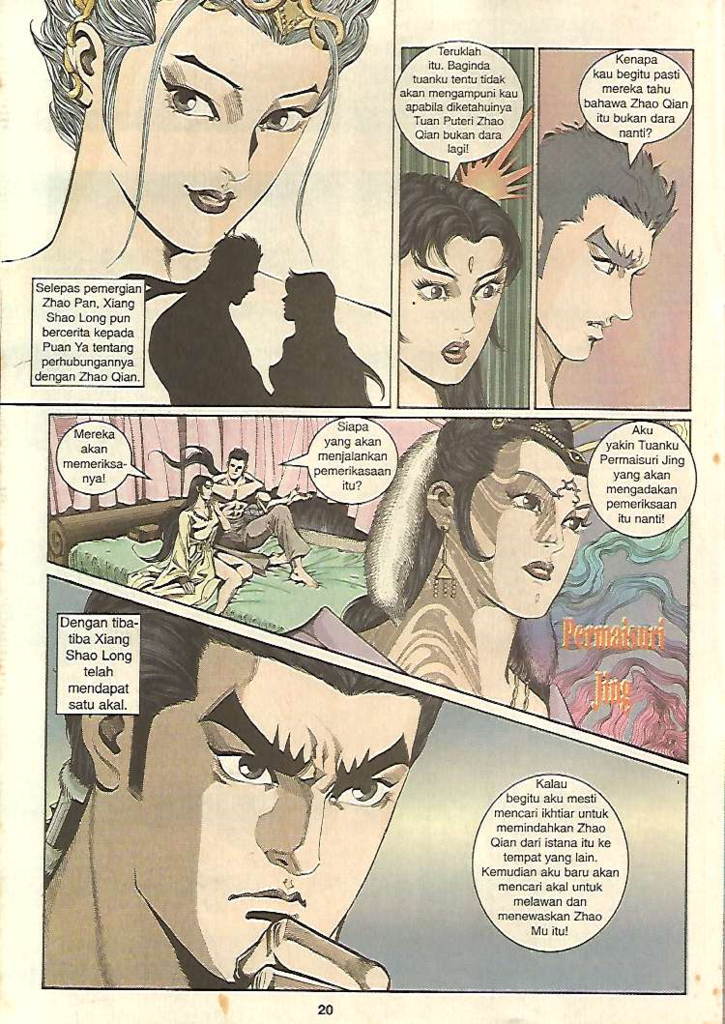 Selepas pemergian
Zhao Pan, Xiang
Shao Long pun
bercerita kepada
Puan Ya tentang
perhubungannya
dengan Zhao Qian.
Teruklah
itu. Baginda
tuanku tentu tidak
akan mengampuni kau
apabila diketahuinya
Tuan Puteri Zhao
Qian bukan dara
lagi!
Kenapa
kau begitu pasti
mereka tahu
bahawa Zhao Qian
itu bukan dara
nanti?
Mereka
akan
memeriksa-
nya!
Siapa
yang akan
menjalankan
pemerikasaan
itu?
Aku
yakin Tuanku
Permaisuri Jing
yang akan
mengadakan
pemeriksaan
itu nanti!
Permaisuri
Jing
Dengan tiba-
tiba Xiang
Shao Long
telah
mendapat
satu akal.
Kalau
begitu aku mesti
mencari ikhtiar untuk
memindahkan Zhao
Qian dari istana itu ke
tempat yang lain.
Kemudian aku baru akan
mencari akal untuk
melawan dan
menewaskan Zhao
Mu itu!
20